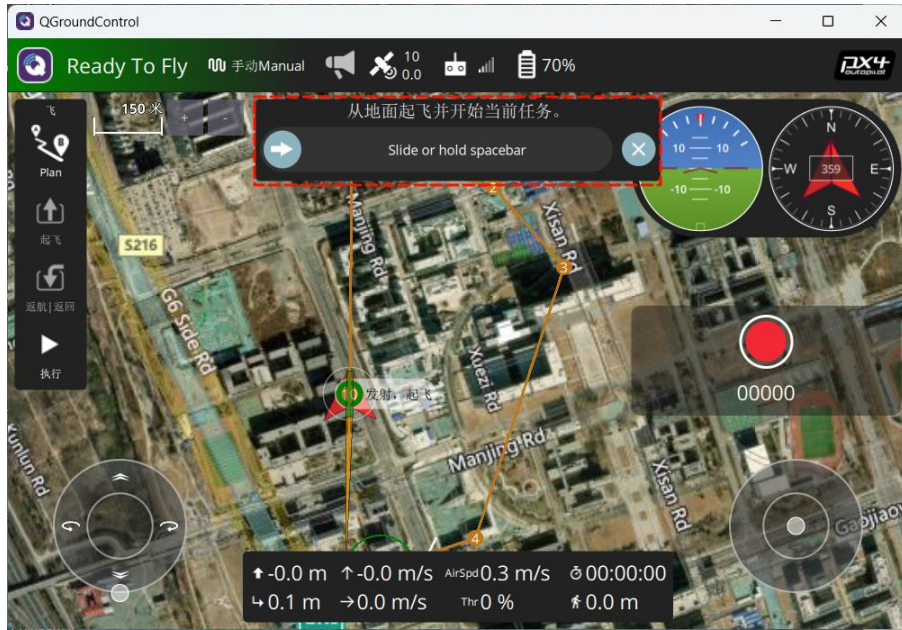 QGroundControl
Ready To Fly
手动Manual
10
0.0
70%
PX4
autopilot
飞
Plan
起飞
返航|返回
执行
150 米
+
-
从地面起飞并开始当前任务。
Slide or hold spacebar
10 10
-10 -10
N
W 359 E
S
S216
Manjing Rd
Xisan Rd
2
3
G6 Side Rd
Xuezi Rd
发射，起飞
00000
Manjing Rd
Xisan Rd
Kunlun Rd
4
-0.0 m
-0.0 m/s
AirSpd 0.3 m/s
00:00:00
0.1 m
0.0 m/s
Thr 0 %
0.0 m